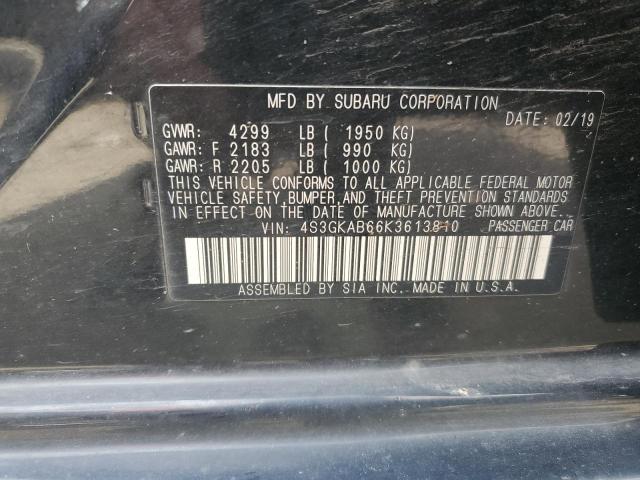 MFD BY SUBARU CORPORATION
DATE: 02/19
GVWR: 4299 LB ( 1950 KG)
GAWR: F 2183 LB ( 990 KG)
GAWR: R 2205 LB ( 1000 KG)
THIS VEHICLE CONFORMS TO ALL APPLICABLE FEDERAL MOTOR
VEHICLE SAFETY, BUMPER, AND THEFT PREVENTION STANDARDS
IN EFFECT ON THE DATE OF MANUFACTURE SHOWN ABOVE.
VIN: 4S3GKAB66K3613810 PASSENGER CAR
ASSEMBLED BY SIA INC. MADE IN U.S.A.